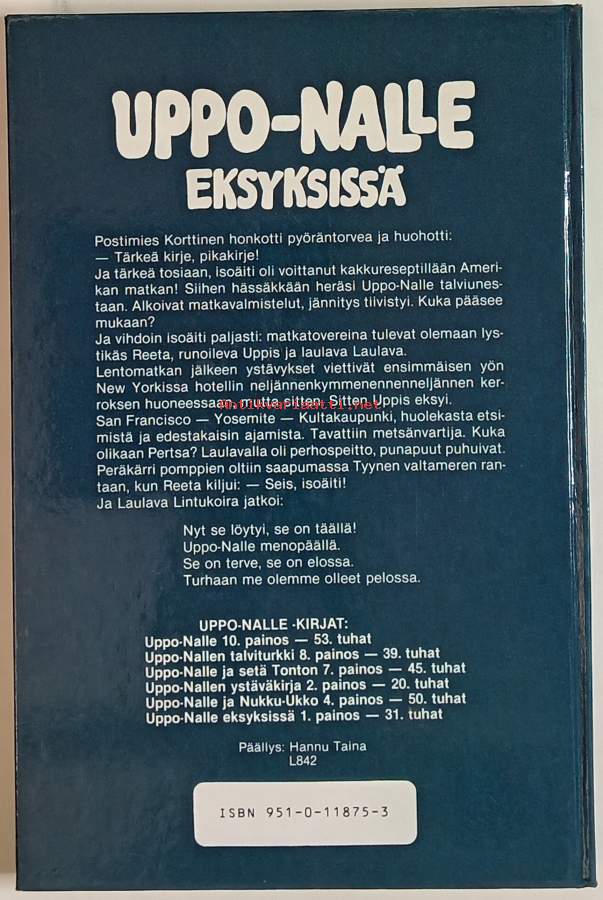 UPPO-NALLE
EKSYKSISSÄ
Postimies Korttinen honkotti pyöräntorvea ja huohotti:
— Tärkeä kirje, pikakirje!
Ja tärkeä tosiaan, isoäiti oli voittanut kakkureseptillään Ameri-
kan matkan! Siihen hässäkkään heräsi Uppo-Nalle talviunes-
taan. Alkoivat matkavalmistelut, jännitys tiivistyi. Kuka pääsee
mukaan?
Ja vihdoin isoäiti paljasti: matkatovereina tulevat olemaan lys-
tikäs Reeta, runoileva Uppis ja laulava Laulava.
Lentomatkan jälkeen ystävykset viettivät ensimmäisen yön
New Yorkissa hotellin neljännenkymmenennenneljännen ker-
roksen huoneessaan, mutta sitten. Sitten Uppis eksyi.
Antikvariaatti.net
San Francisco — Yosemite — Kultakaupunki, huolekasta etsi-
mistä ja edestakaisin ajamista. Tavattiin metsänvartija. Kuka
olikaan Pertsa? Laulavalla oli perhospeitto, punapuut puhuivat.
Peräkärri pomppien oltiin saapumassa Tyynen valtameren ran-
taan, kun Reeta kiljui: — Seis, isoäiti!
Ja Laulava Lintukoira jatkoi:
Nyt se löytyi, se on täällä!
Uppo-Nalle menopäällä.
Se on terve, se on elossa.
Turhaan me olemme olleet pelossa.
UPPO-NALLE -KIRJAT:
Uppo-Nalle 10. painos — 53. tuhat
Uppo-Nallen talviturkki 8. painos — 39. tuhat
Uppo-Nalle ja setä Tonton 7. painos — 45. tuhat
Uppo-Nallen ystäväkirja 2. painos — 20. tuhat
Uppo-Nalle ja Nukku-Ukko 4. painos — 50. tuhat
Uppo-Nalle eksyksissä 1. painos — 31. tuhat
Päällys: Hannu Taina
L842
ISBN 951-0-11875-3